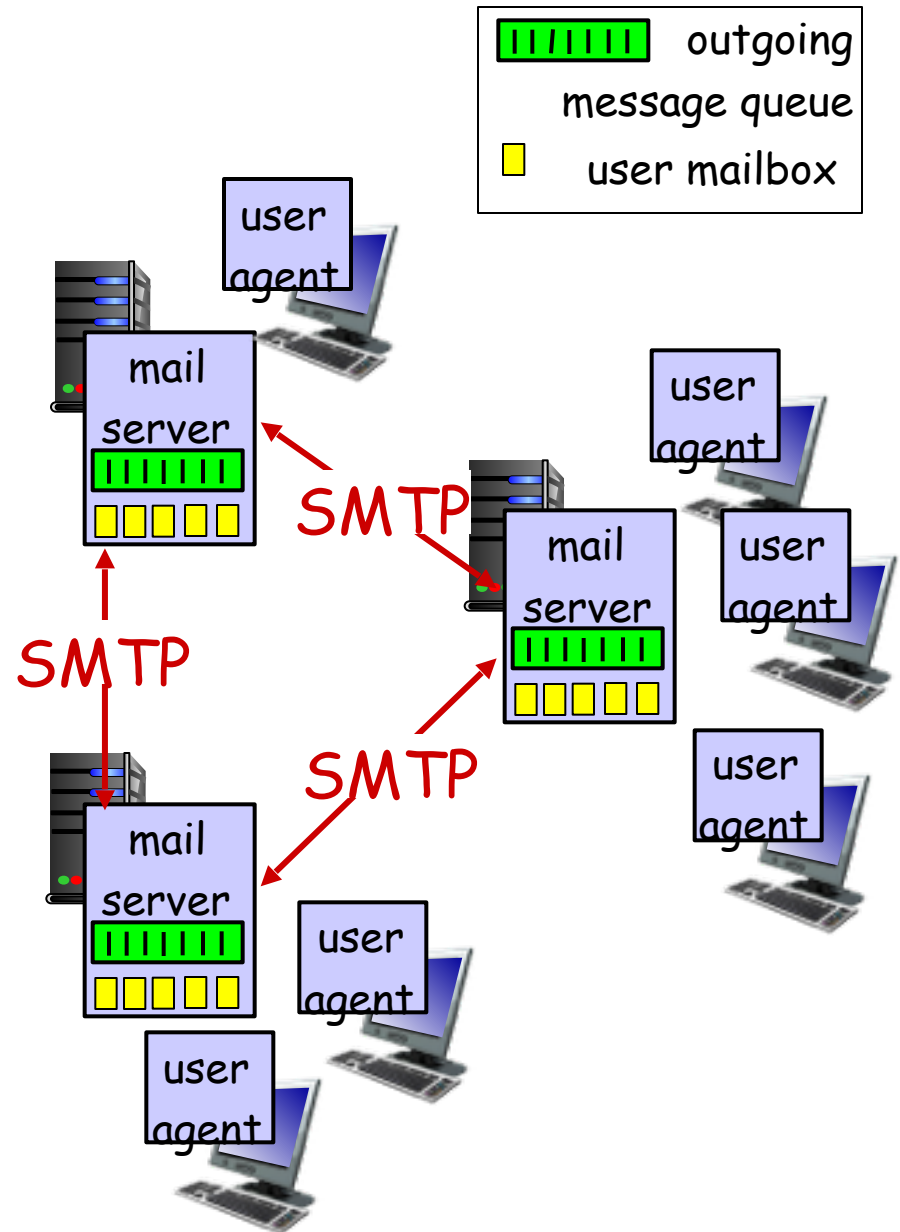 outgoing
message queue
user mailbox
user
agent
mail
server
user
agent
SMTP
mail
server
user
agent
SMTP
user
agent
SMTP
mail
server
user
agent
user
agent